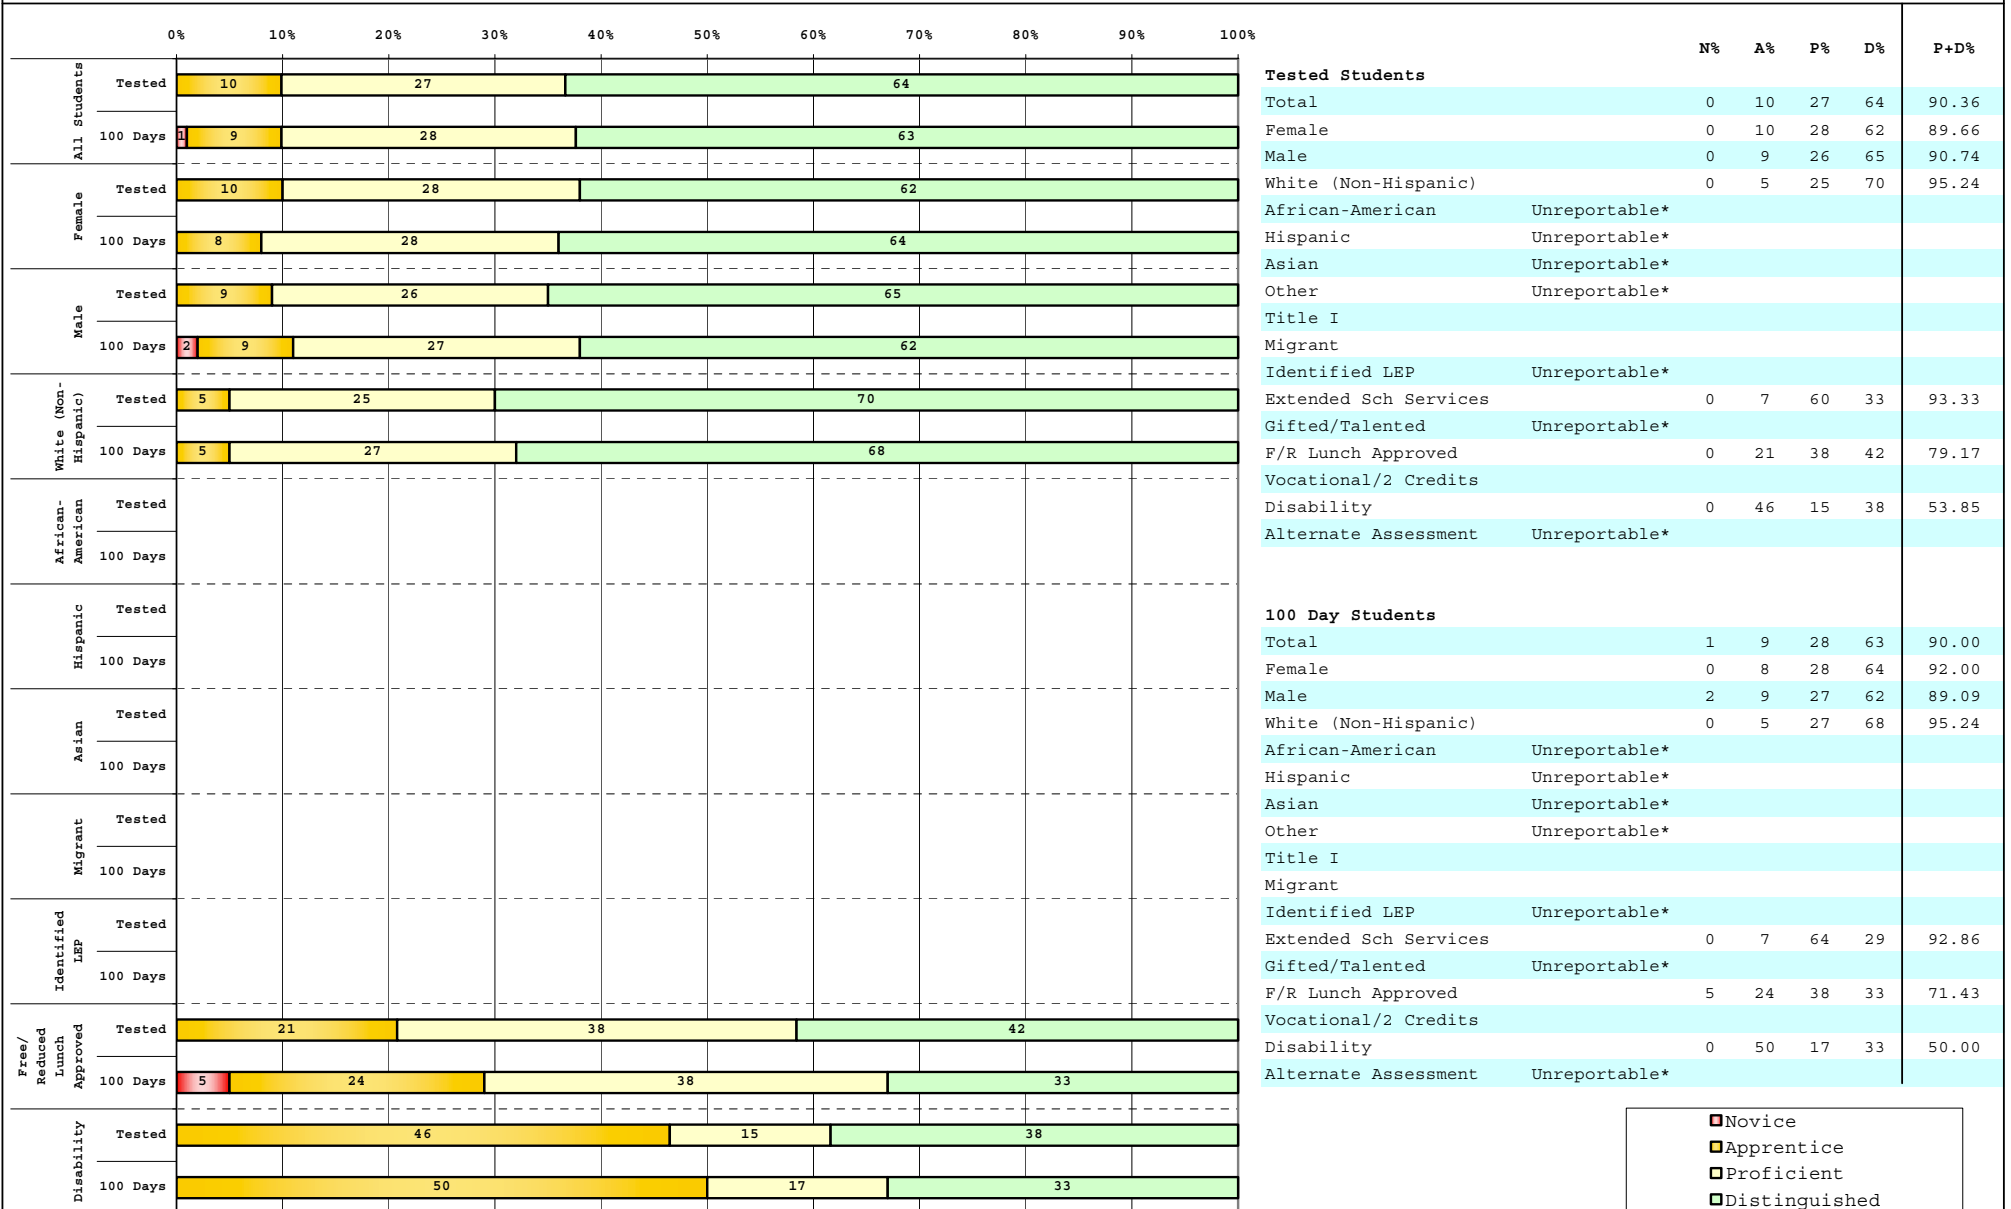 0% 10% 20% 30% 40% 50% 60% 70% 80% 90% 100%
All Students
Tested 10 27 64
100 Days 1 9 28 63
Female
Tested 10 28 62
100 Days 8 28 64
Male
Tested 9 26 65
100 Days 2 9 27 62
White (Non-
Hispanic)
Tested 5 25 70
100 Days 5 27 68
African-
American
Tested
100 Days
Hispanic
Tested
100 Days
Asian
Tested
100 Days
Migrant
Tested
100 Days
Identified
LEP
Tested
100 Days
Free/
Reduced
Lunch
Approved
Tested 21 38 42
100 Days 5 24 38 33
Disability
Tested 46 15 38
100 Days 50 17 33
N% A% P% D% P+D%
Tested Students
Total 0 10 27 64 90.36
Female 0 10 28 62 89.66
Male 0 9 26 65 90.74
White (Non-Hispanic) 0 5 25 70 95.24
African-American Unreportable*
Hispanic Unreportable*
Asian Unreportable*
Other Unreportable*
Title I
Migrant
Identified LEP Unreportable*
Extended Sch Services 0 7 60 33 93.33
Gifted/Talented Unreportable*
F/R Lunch Approved 0 21 38 42 79.17
Vocational/2 Credits
Disability 0 46 15 38 53.85
Alternate Assessment Unreportable*
100 Day Students
Total 1 9 28 63 90.00
Female 0 8 28 64 92.00
Male 2 9 27 62 89.09
White (Non-Hispanic) 0 5 27 68 95.24
African-American Unreportable*
Hispanic Unreportable*
Asian Unreportable*
Other Unreportable*
Title I
Migrant
Identified LEP Unreportable*
Extended Sch Services 0 7 64 29 92.86
Gifted/Talented Unreportable*
F/R Lunch Approved 5 24 38 33 71.43
Vocational/2 Credits
Disability 0 50 17 33 50.00
Alternate Assessment Unreportable*
Novice
Apprentice
Proficient
Distinguished